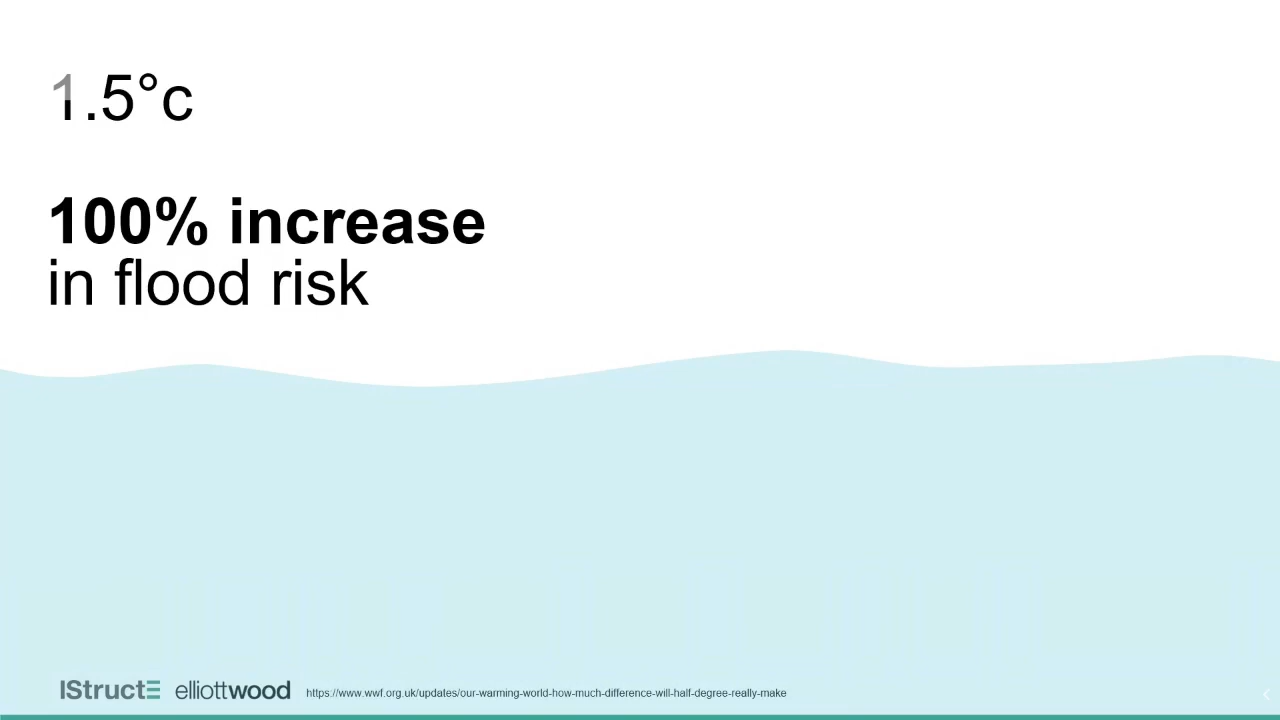 1.5°c
100% increase
in flood risk
IStructE elliottwood https://www.wwf.org.uk/updates/our-warming-world-how-much-difference-will-half-degree-really-make